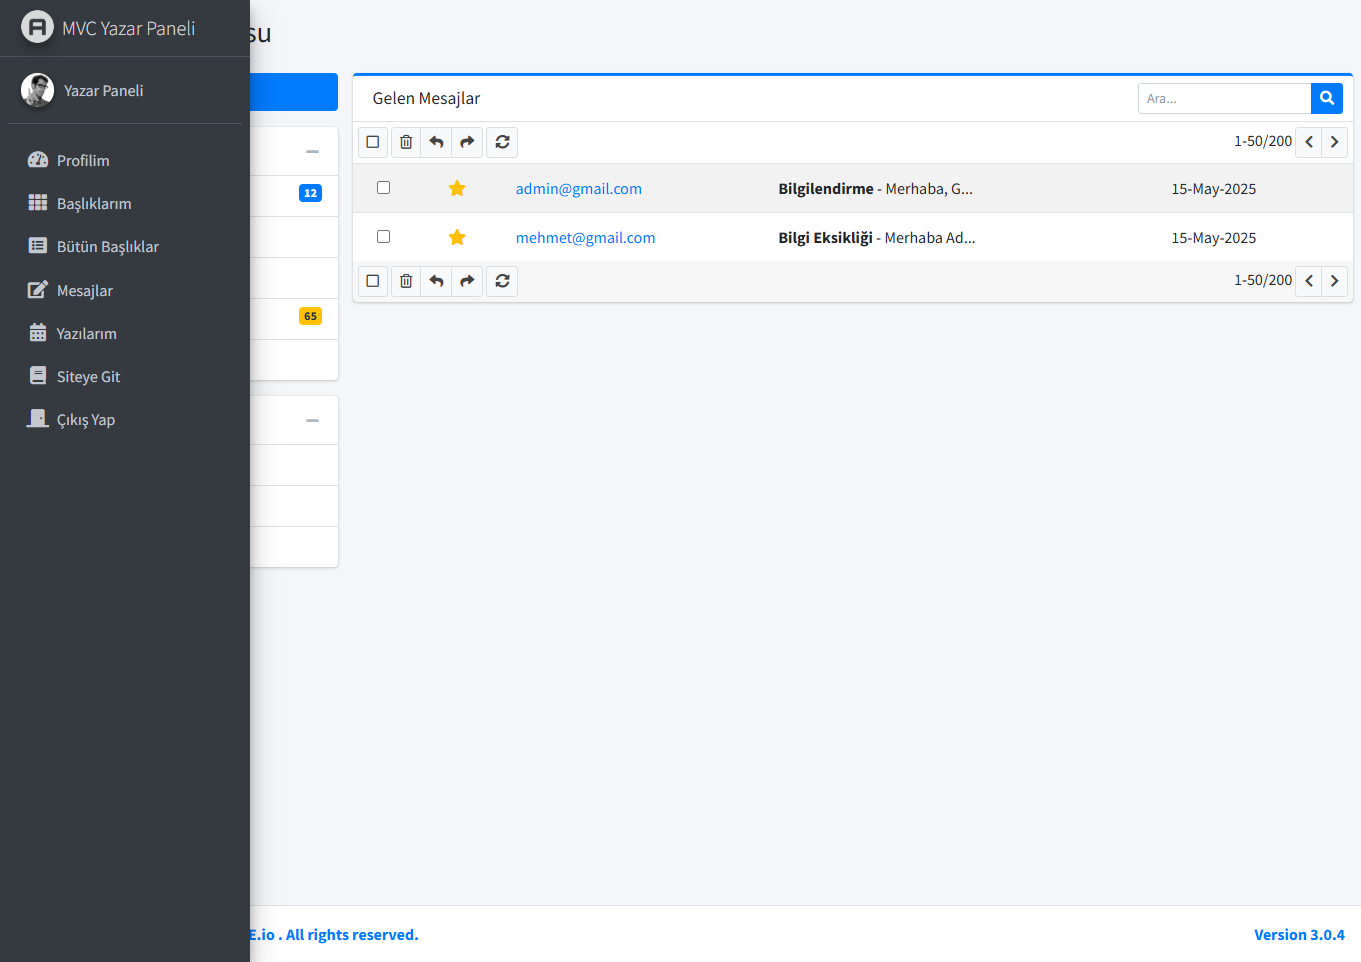 MVC Yazar Paneli
Yazar Paneli
Profilim
Başlıklarım
Bütün Başlıklar
Mesajlar
Yazılarım
Siteye Git
Çıkış Yap
su
12
65
Gelen Mesajlar
Ara...
1-50/200
admin@gmail.com Bilgilendirme - Merhaba, G... 15-May-2025
mehmet@gmail.com Bilgi Eksikliği - Merhaba Ad... 15-May-2025
1-50/200
E.io . All rights reserved.
Version 3.0.4